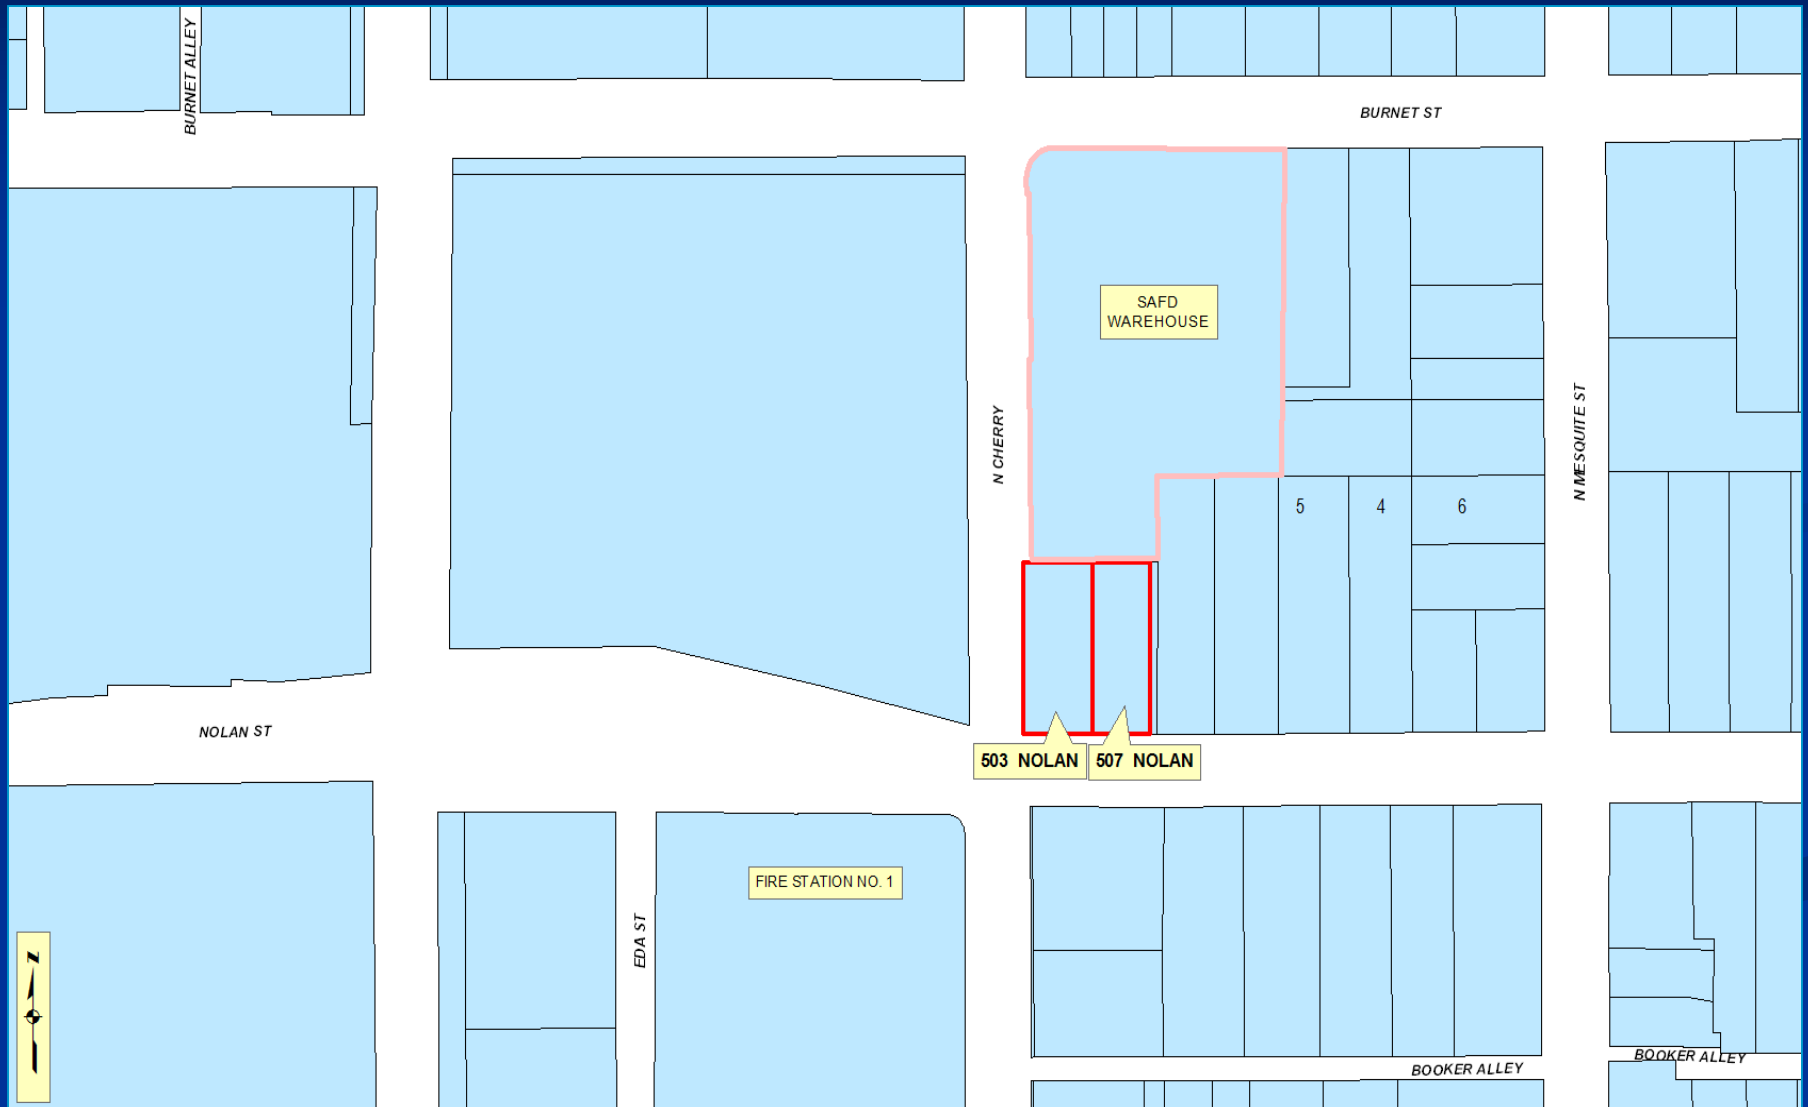 BURNET ALLEY
BURNET ST
SAFD
WAREHOUSE
N CHERRY
N MESQUITE ST
5
4
6
NOLAN ST
503 NOLAN
507 NOLAN
FIRE STATION NO. 1
EDA ST
N
BOOKER ALLEY
BOOKER ALLEY